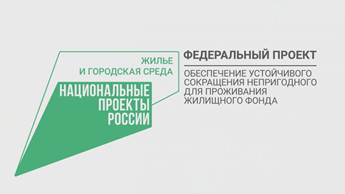 ЖИЛЬЕ
И ГОРОДСКАЯ СРЕДА
НАЦИОНАЛЬНЫЕ
ПРОЕКТЫ
РОССИИ
ФЕДЕРАЛЬНЫЙ ПРОЕКТ
ОБЕСПЕЧЕНИЕ УСТОЙЧИВОГО
СОКРАЩЕНИЯ НЕПРИГОДНОГО
ДЛЯ ПРОЖИВАНИЯ
ЖИЛИЩНОГО ФОНДА